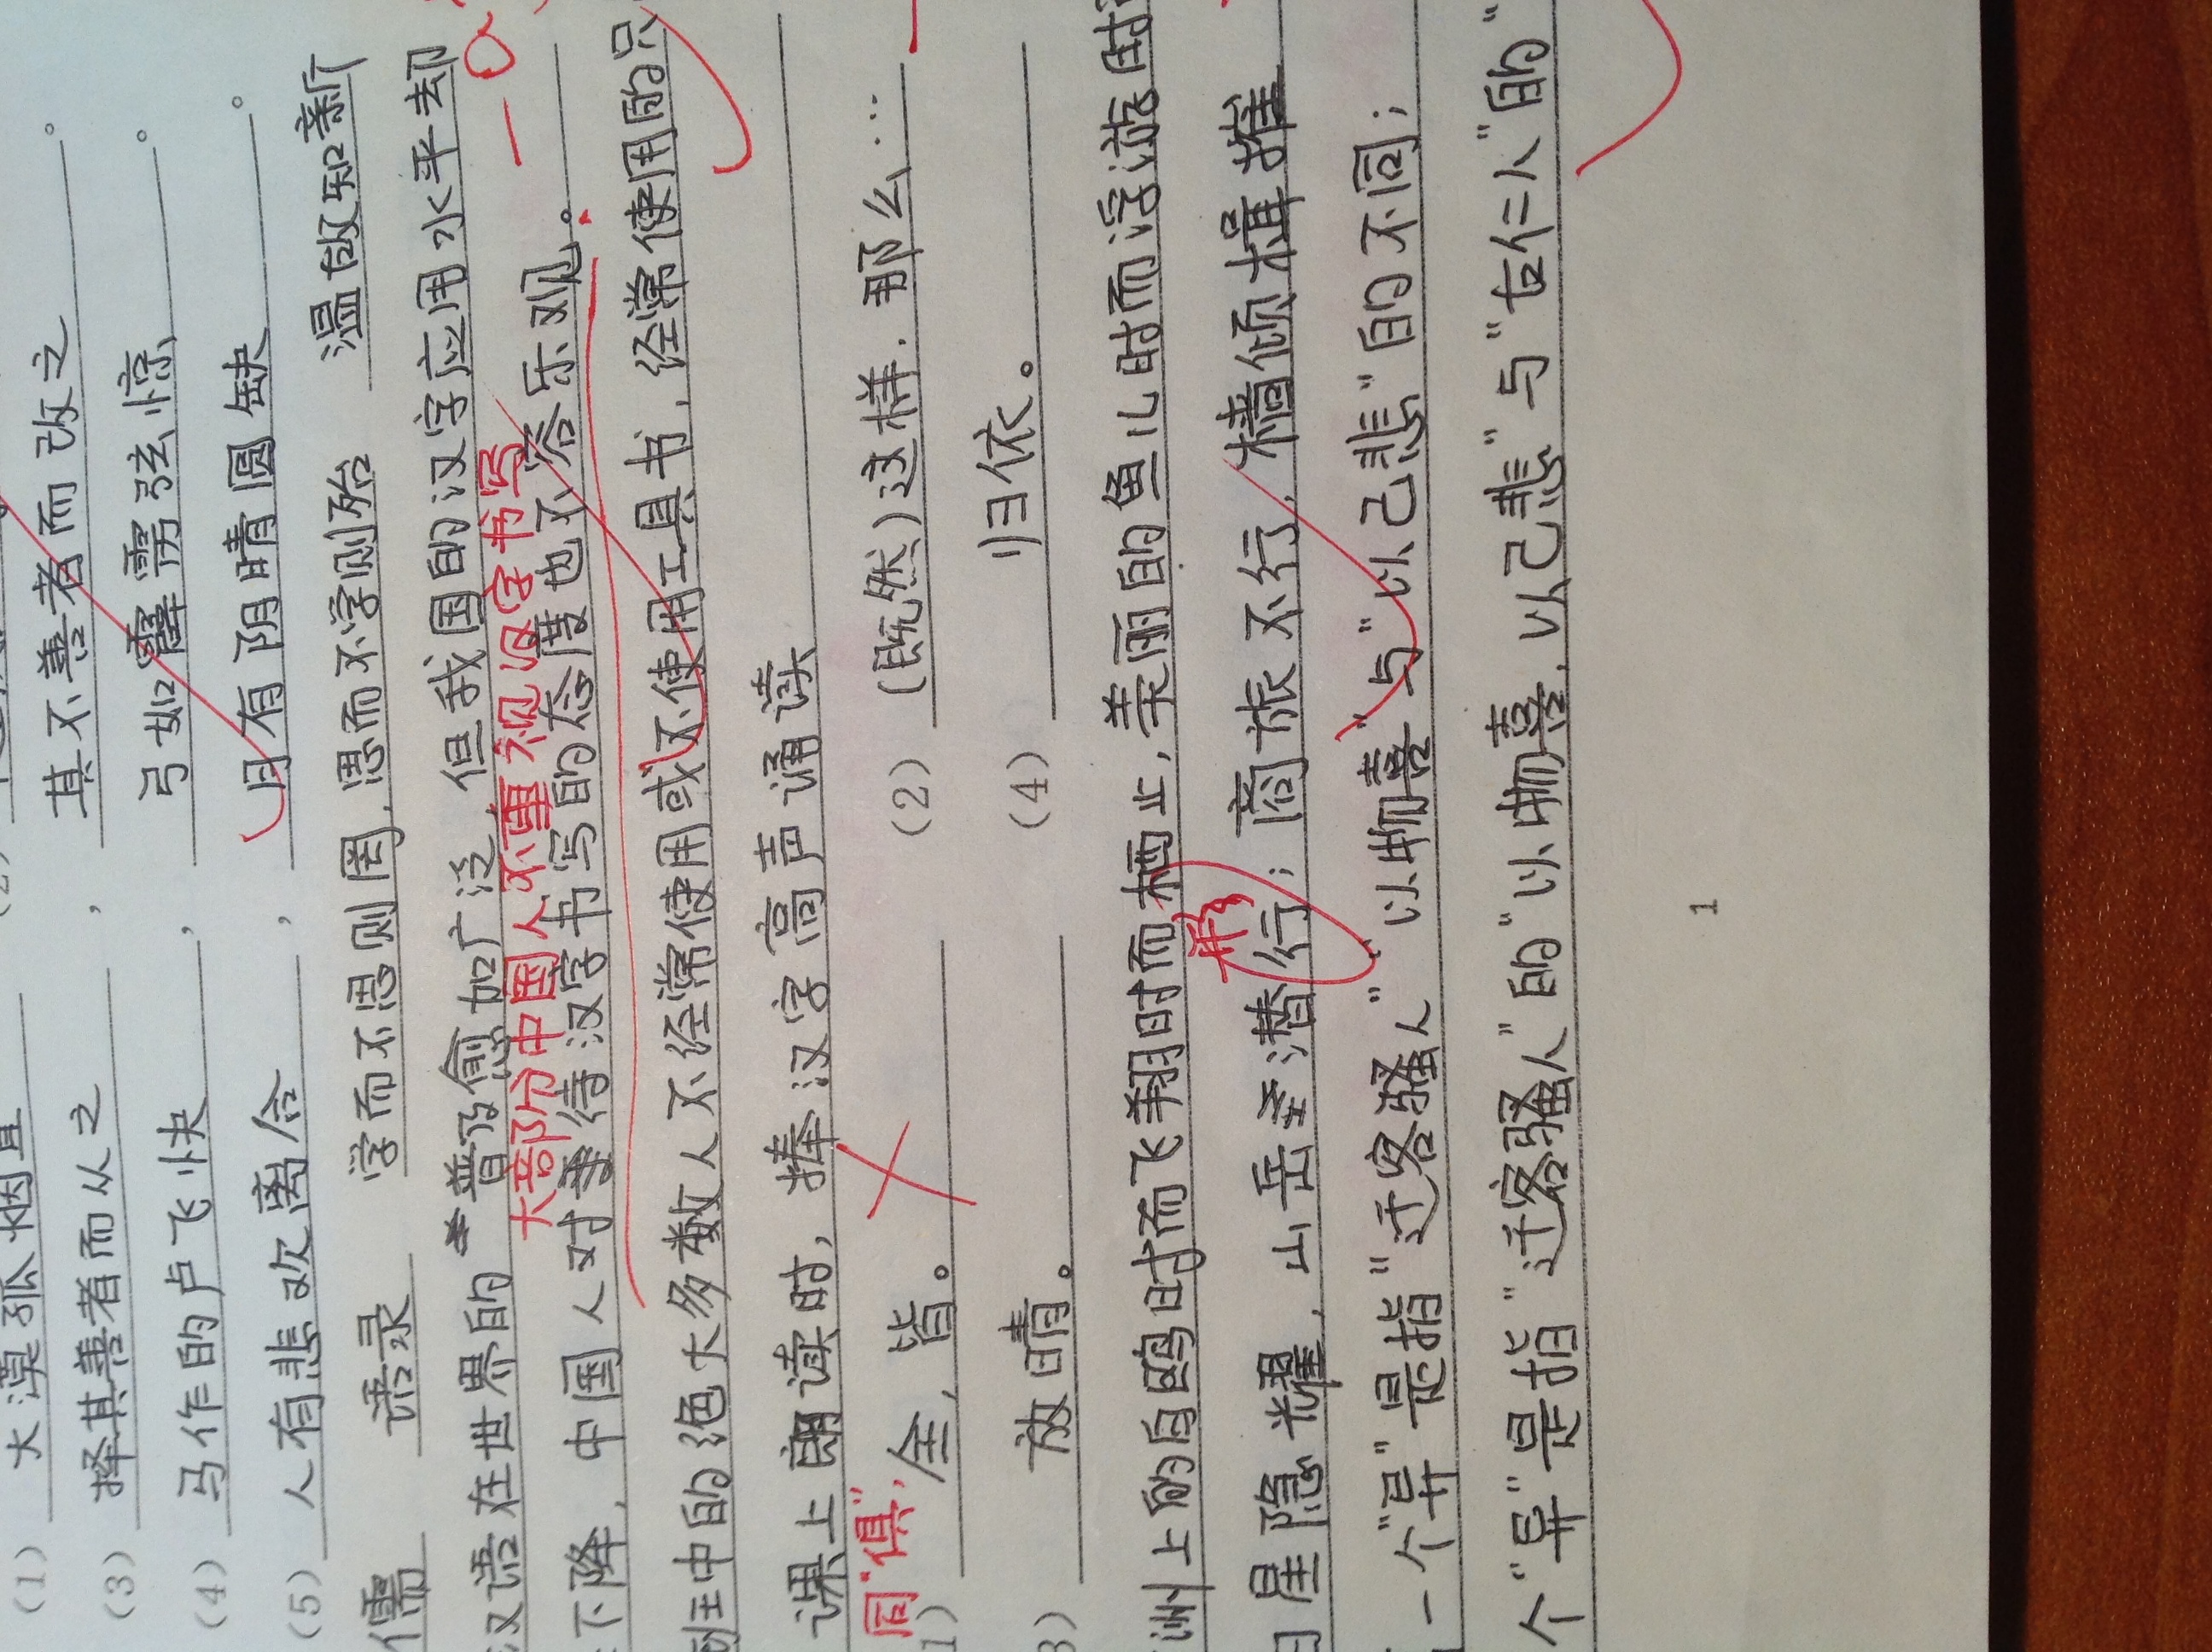 (1) 大漠孤烟直 (2)
(3) 择其善者而从之 , 其不善者而改之 。
(4) 马作的卢飞快 , 弓如霹雳弦惊 。
(5) 人有悲欢离合 , 月有阴晴圆缺 。
儒 语录 学而不思则罔,思而不学则殆 温故知新
汉语在世界的普及愈加广泛,但我国的汉字应用水平却
大部分中国人不重视汉字书写
下降,中国人对待汉字书写的态度也不容乐观。
班中的绝大多数人不经常使用或不使用工具书,经常使用的只
课上朗读时,捧汉字高声诵读
同“俱”,
1) 全,皆。 (2) (既然)这样.那么…
3) 放晴。 (4) 归依。
洲上的白鸥时而飞翔时而栖止,美丽的鱼儿时而浮游时
形
日星隐耀,山岳潜行;商旅不行,樯倾楫摧
一个“异”是指“迁客骚人”“以物喜”与“以己悲”的不同;
个“异”是指“迁客骚人”的“以物喜,以己悲”与“古仁人”的“
1